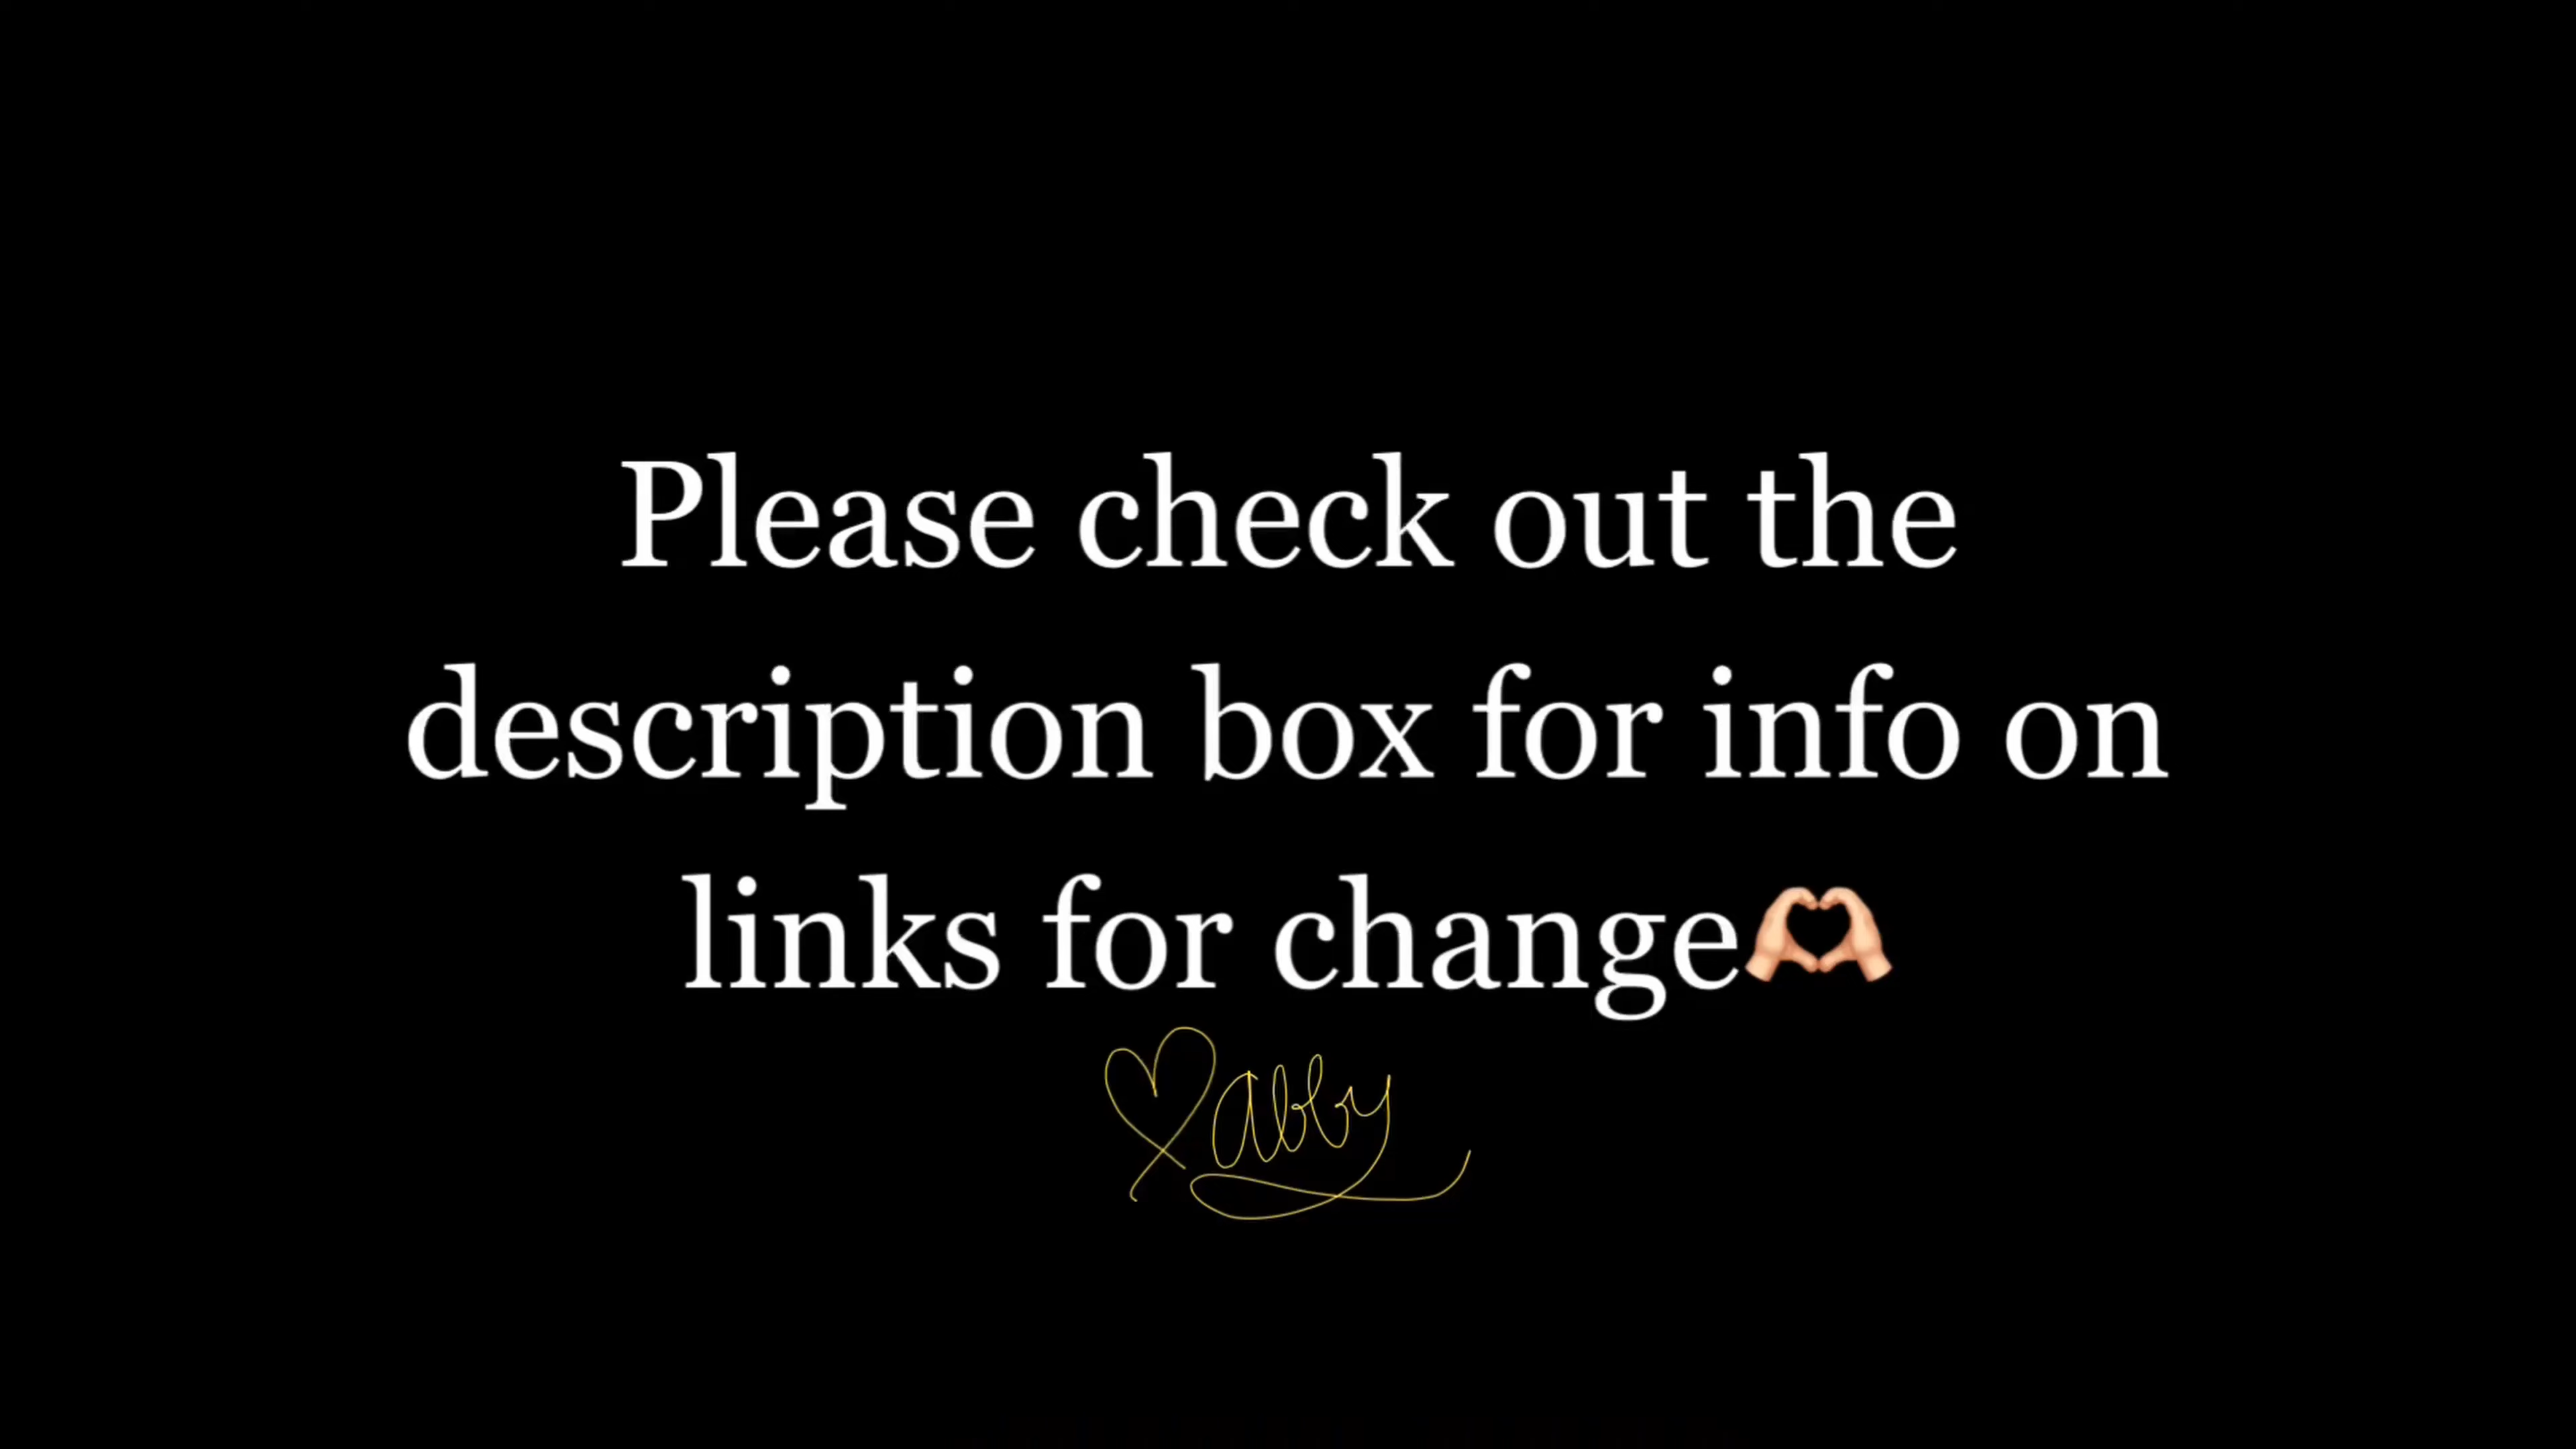 Please check out the
description box for info on
links for change🫶🏻
abby